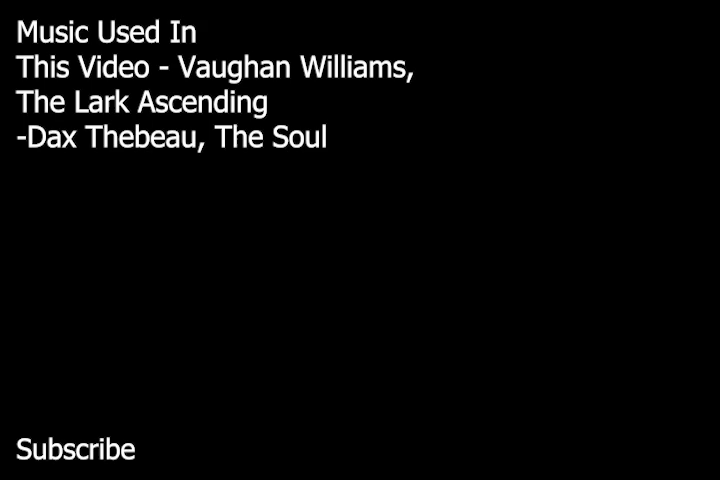 Music Used In
This Video - Vaughan Williams,
The Lark Ascending
-Dax Thebeau, The Soul
Subscribe